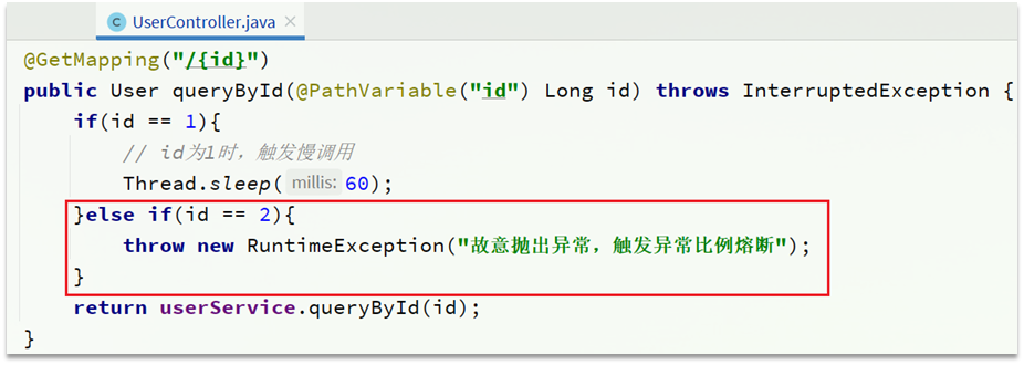 UserController.java
@GetMapping("/{id}")
public User queryById(@PathVariable("id") Long id) throws InterruptedException {
    if(id == 1){
        // id为1时，触发慢调用
        Thread.sleep( millis: 60);
    }else if(id == 2){
        throw new RuntimeException("故意抛出异常，触发异常比例熔断");
    }
    return userService.queryById(id);
}